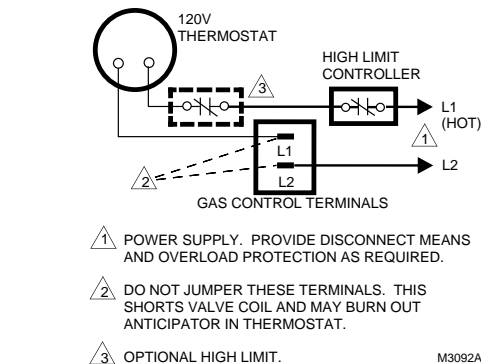 120V
THERMOSTAT
3
HIGH LIMIT
CONTROLLER
L1
(HOT)
1
L1
L2
L2
2
GAS CONTROL TERMINALS
1 POWER SUPPLY. PROVIDE DISCONNECT MEANS
AND OVERLOAD PROTECTION AS REQUIRED.
2 DO NOT JUMPER THESE TERMINALS. THIS
SHORTS VALVE COIL AND MAY BURN OUT
ANTICIPATOR IN THERMOSTAT.
3 OPTIONAL HIGH LIMIT.
M3092A